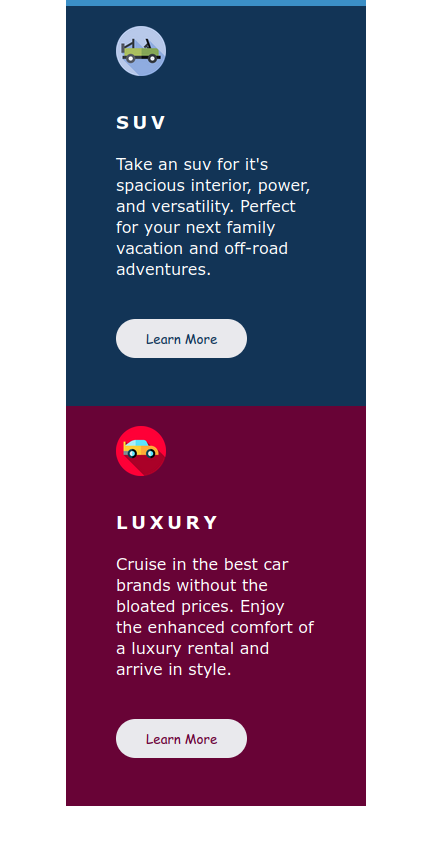 SUV
Take an suv for it's
spacious interior, power,
and versatility. Perfect
for your next family
vacation and off-road
adventures.
Learn More
LUXURY
Cruise in the best car
brands without the
bloated prices. Enjoy
the enhanced comfort of
a luxury rental and
arrive in style.
Learn More